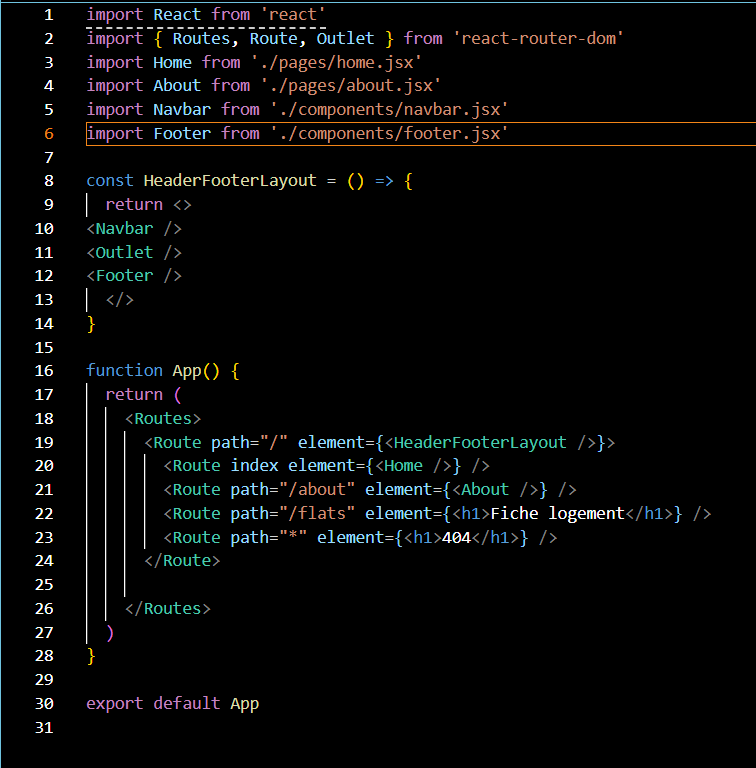 1 import React from 'react'
2 import { Routes, Route, Outlet } from 'react-router-dom'
3 import Home from './pages/home.jsx'
4 import About from './pages/about.jsx'
5 import Navbar from './components/navbar.jsx'
6 import Footer from './components/footer.jsx'
7
8 const HeaderFooterLayout = () => {
9   return <>
10 <Navbar />
11 <Outlet />
12 <Footer />
13   </>
14 }
15
16 function App() {
17   return (
18     <Routes>
19       <Route path="/" element={<HeaderFooterLayout />}>
20         <Route index element={<Home />} />
21         <Route path="/about" element={<About />} />
22         <Route path="/flats" element={<h1>Fiche logement</h1>} />
23         <Route path="*" element={<h1>404</h1>} />
24       </Route>
25
26     </Routes>
27   )
28 }
29
30 export default App
31